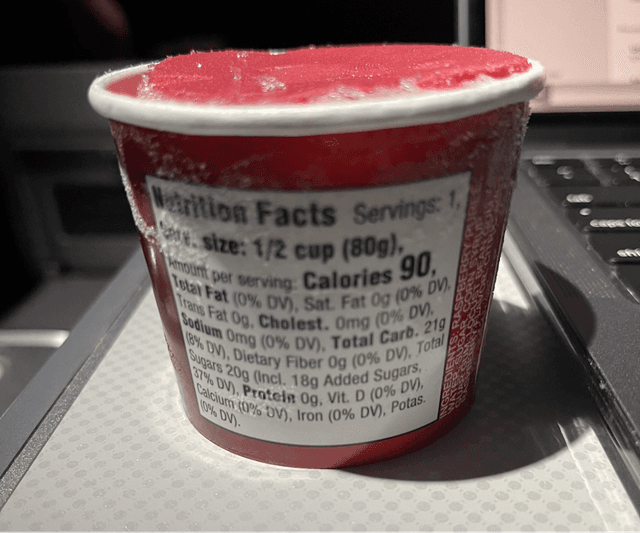 Nutrition Facts Servings: 1,
size: 1/2 cup (80g),
Amount per serving: Calories 90,
Total Fat (0% DV), Sat. Fat 0g (0% DV),
Trans Fat 0g, Cholest. 0mg (0% DV),
Sodium 0mg (0% DV), Total Carb. 21g
(8% DV), Dietary Fiber 0g (0% DV), Total
Sugars 20g (Incl. 18g Added Sugars,
37% DV), Protein 0g, Vit. D (0% DV),
Calcium (0% DV), Iron (0% DV), Potas.
(0% DV).